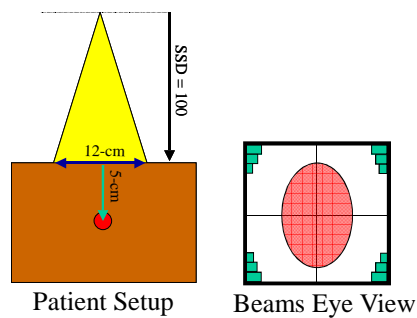 SSD = 100
12-cm
5-cm
Patient Setup
Beams Eye View